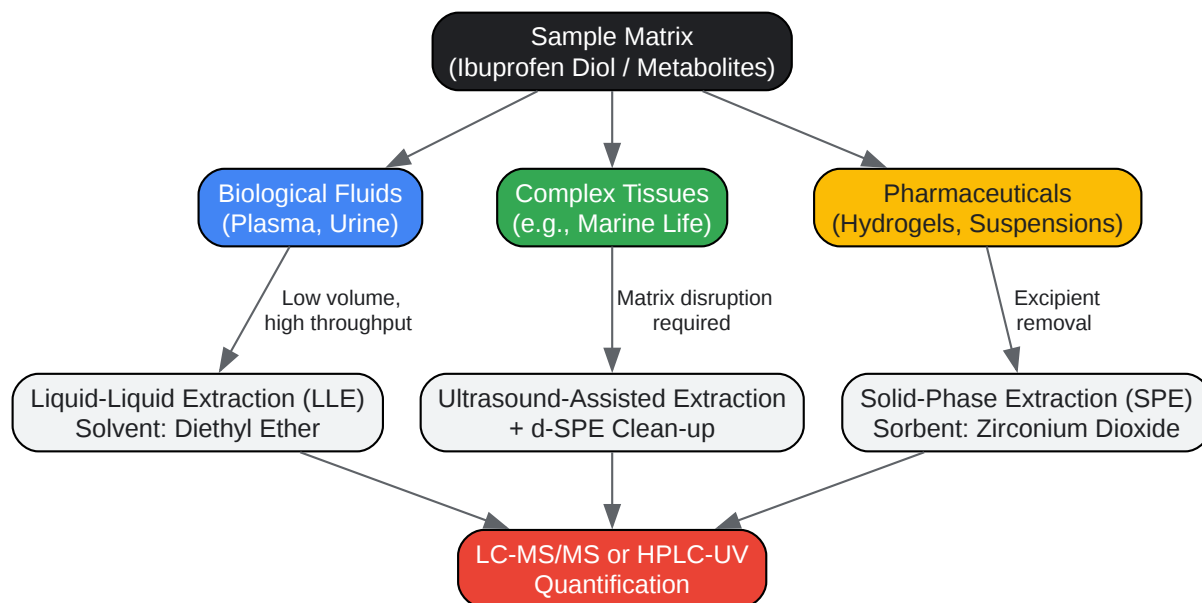 Sample Matrix
(Ibuprofen Diol / Metabolites)
Biological Fluids
(Plasma, Urine)
Complex Tissues
(e.g., Marine Life)
Pharmaceuticals
(Hydrogels, Suspensions)
Low volume,
high throughput
Matrix disruption
required
Excipient
removal
Liquid-Liquid Extraction (LLE)
Solvent: Diethyl Ether
Ultrasound-Assisted Extraction
+ d-SPE Clean-up
Solid-Phase Extraction (SPE)
Sorbent: Zirconium Dioxide
LC-MS/MS or HPLC-UV
Quantification